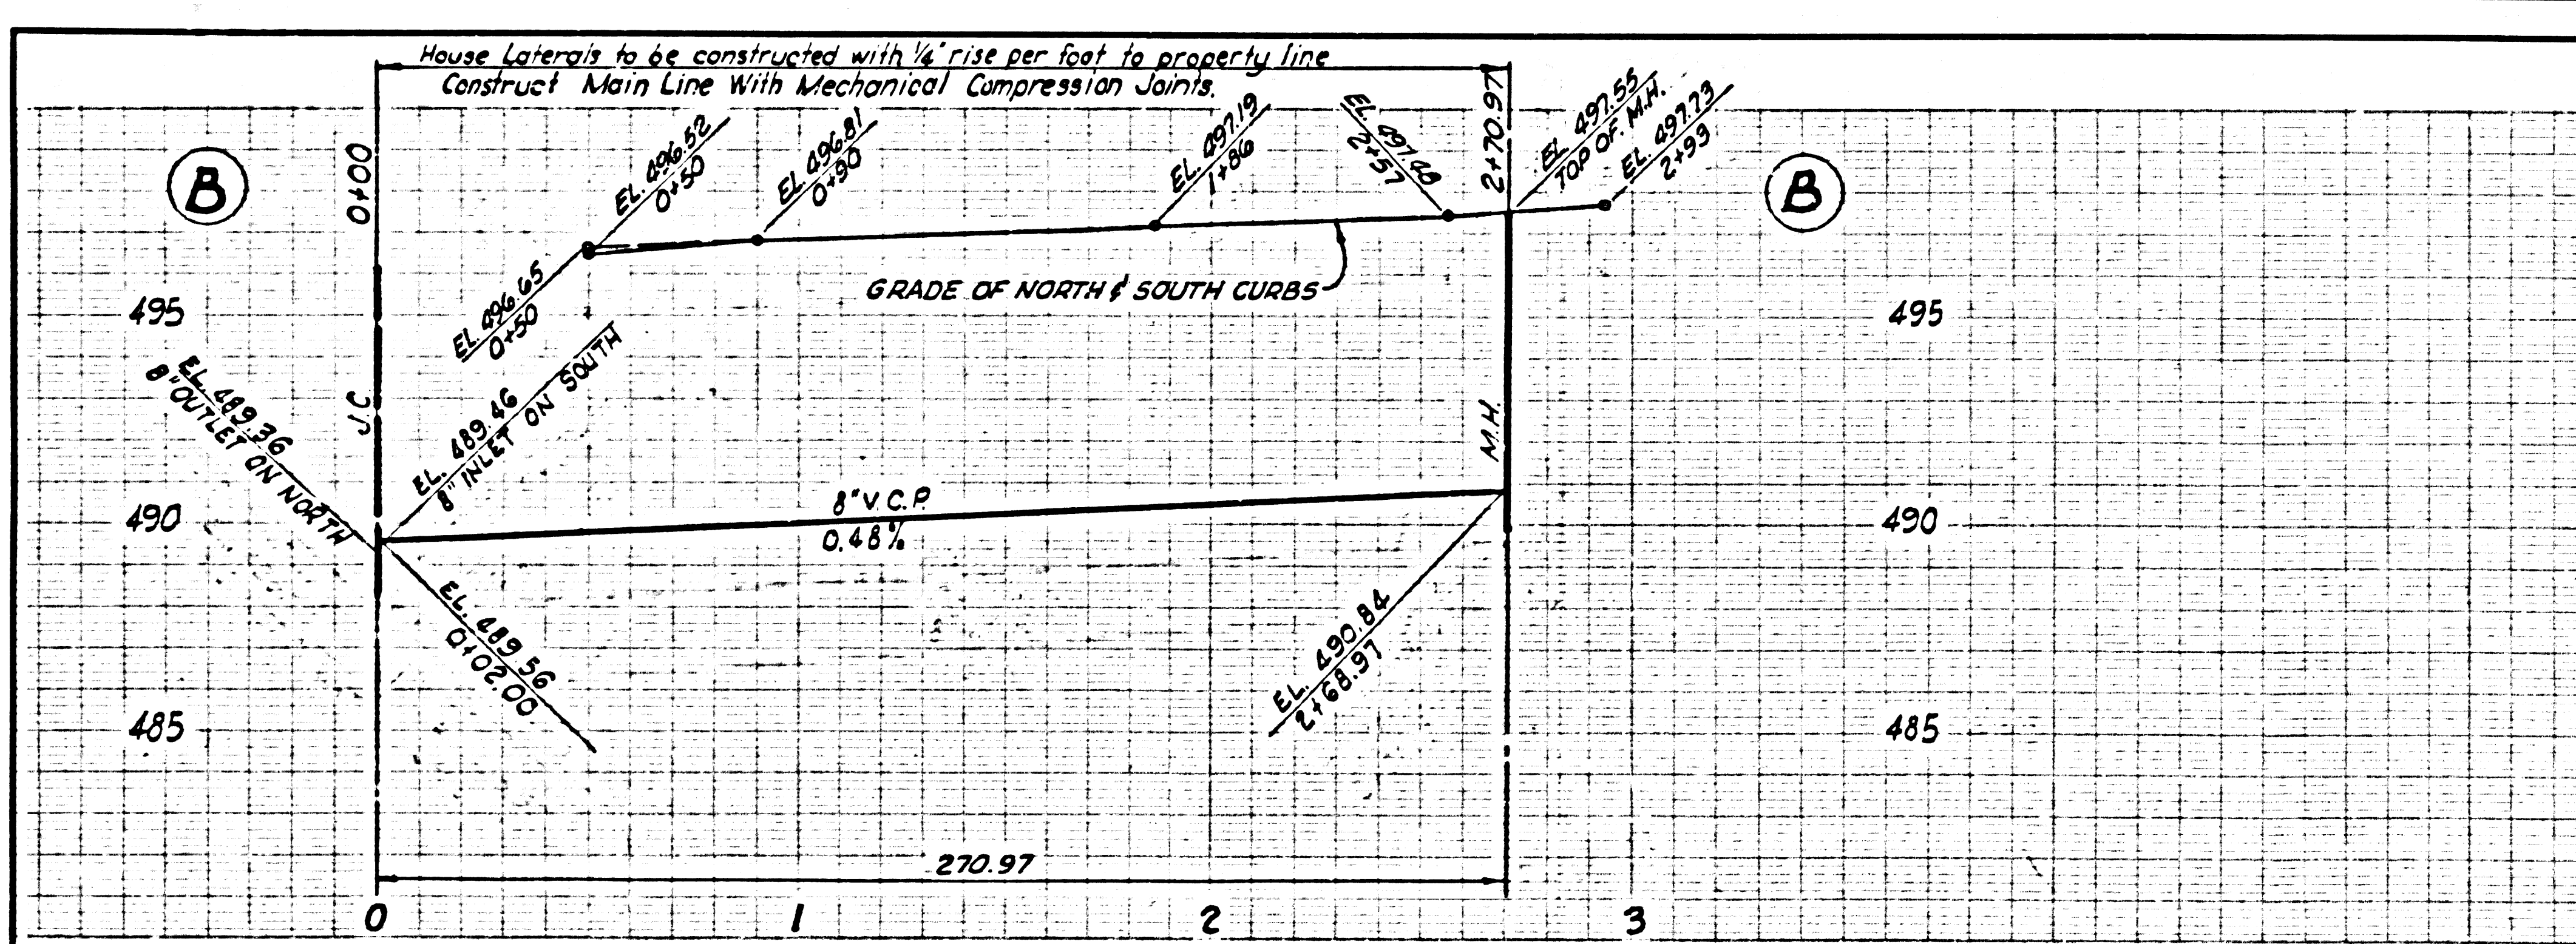 House Laterals to be constructed with 1/4" rise per foot to property line
Construct Main Line With Mechanical Compression Joints.
B
0+00
EL. 496.52
0+50
EL. 496.81
0+90
EL. 497.19
1+86
EL. 497.48
2+57
2+70.97
EL. 497.55
TOP OF. M.H.
EL. 497.73
2+93
B
EL. 496.65
0+50
GRADE OF NORTH & SOUTH CURBS
495
495
EL. 489.36
8" OUTLET ON NORTH
EL. 489.46
8" INLET ON SOUTH
M.H.
490
8" V.C.P.
0.48%
490
EL. 489.56
0+02.00
EL. 490.84
2+68.97
485
485
270.97
0
1
2
3